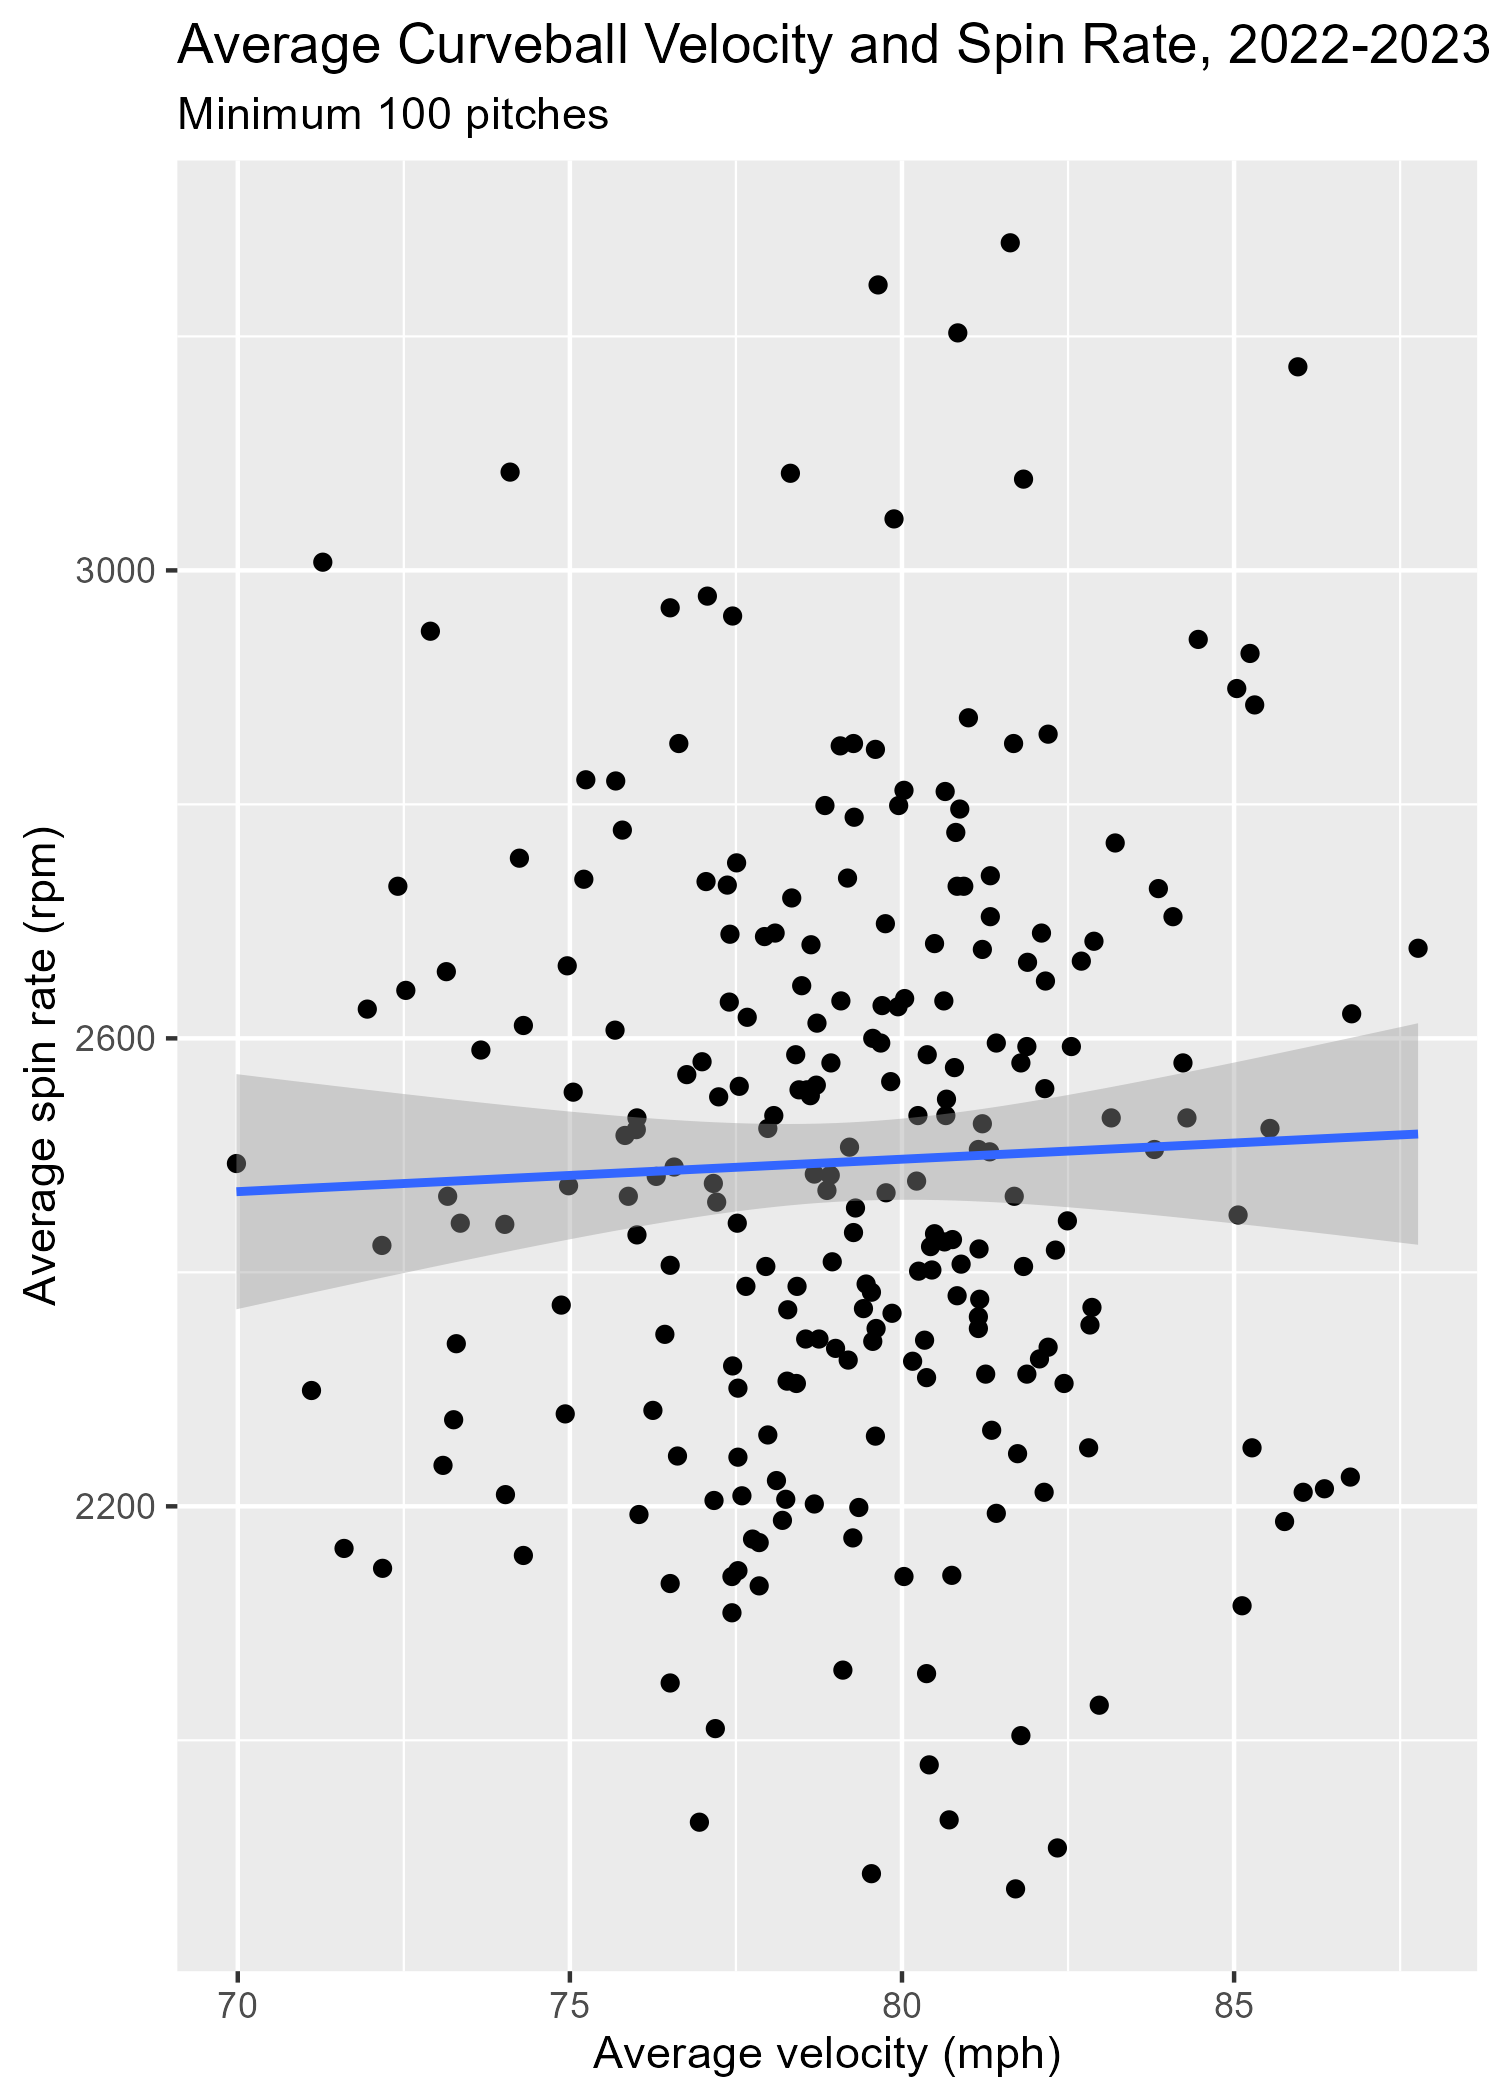 Average Curveball Velocity and Spin Rate, 2022-2023
Minimum 100 pitches
Average spin rate (rpm)
3000
2600
2200
70 75 80 85
Average velocity (mph)